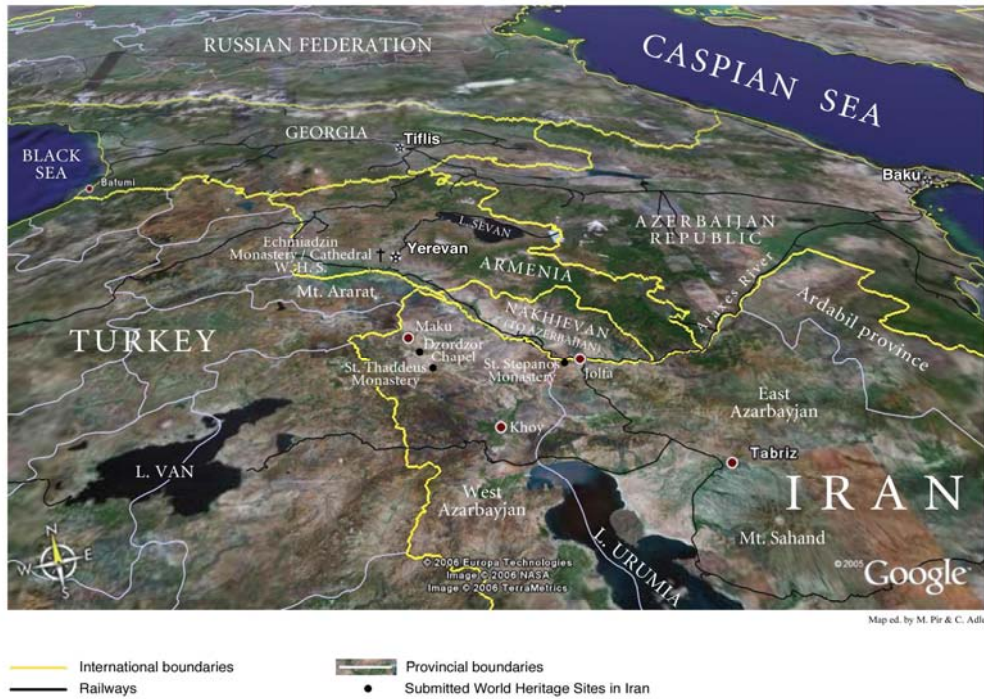 RUSSIAN FEDERATION
CASPIAN SEA
BLACK
SEA
GEORGIA
Tiflis
Batumi
Baku
L. SEVAN
AZERBAIJAN
REPUBLIC
Echmiadzin
Monastery / Cathedral
W. H. S.
Yerevan
ARMENIA
Mt. Ararat
NAKHJEVAN
(TO AZERBAIJAN)
Araxes River
Ardabil province
TURKEY
Maku
Dzordzor
Chapel
St. Thaddeus
Monastery
St. Stepanos
Monastery
Jolfa
East
Azarbayjan
Khoy
Tabriz
L. VAN
West
Azarbayjan
IRAN
Mt. Sahand
L. URUMIA
N
W E
S
© 2006 Europa Technologies
Image © 2006 NASA
Image © 2006 TerraMetrics
© 2005 Google
Map ed. by M. Pir & C. Adle
International boundaries
Provincial boundaries
Railways
Submitted World Heritage Sites in Iran